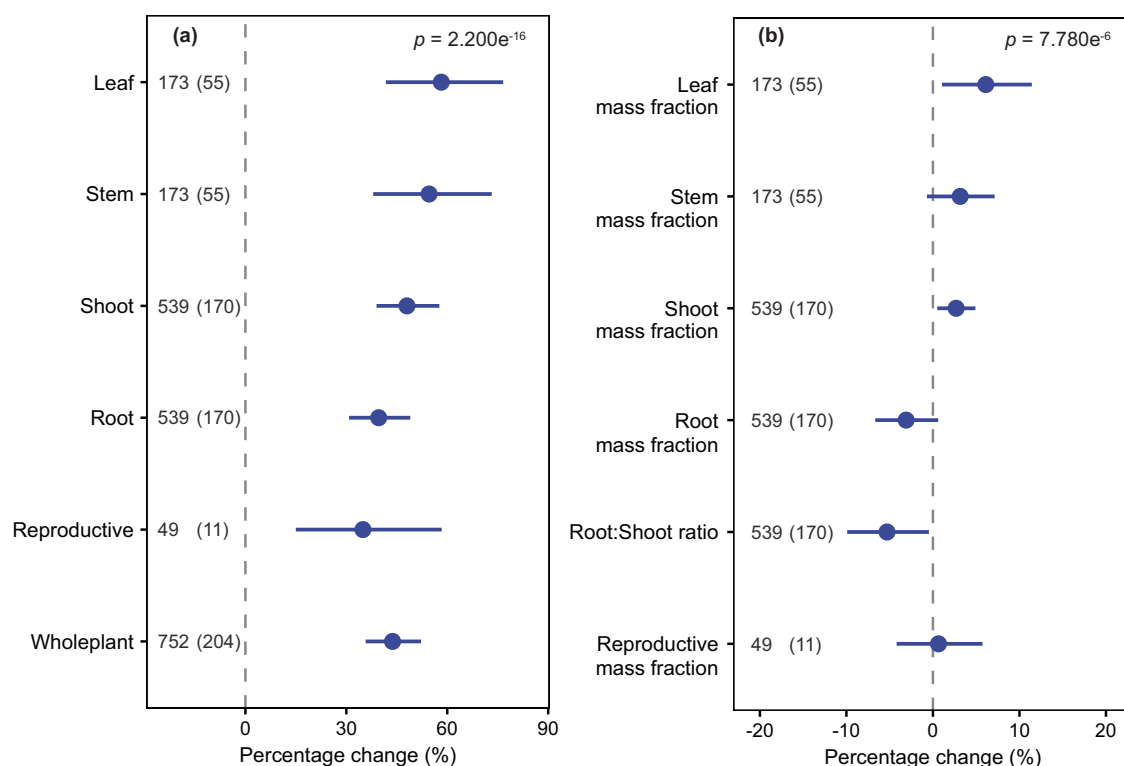 (a)
p = 2.200e-16
Leaf
173 (55)
Stem
173 (55)
Shoot
539 (170)
Root
539 (170)
Reproductive
49 (11)
Wholeplant
752 (204)
0
30
60
90
Percentage change (%)
(b)
p = 7.780e-6
Leaf
mass fraction
173 (55)
Stem
mass fraction
173 (55)
Shoot
mass fraction
539 (170)
Root
mass fraction
539 (170)
Root:Shoot ratio
539 (170)
Reproductive
mass fraction
49 (11)
-20
-10
0
10
20
Percentage change (%)